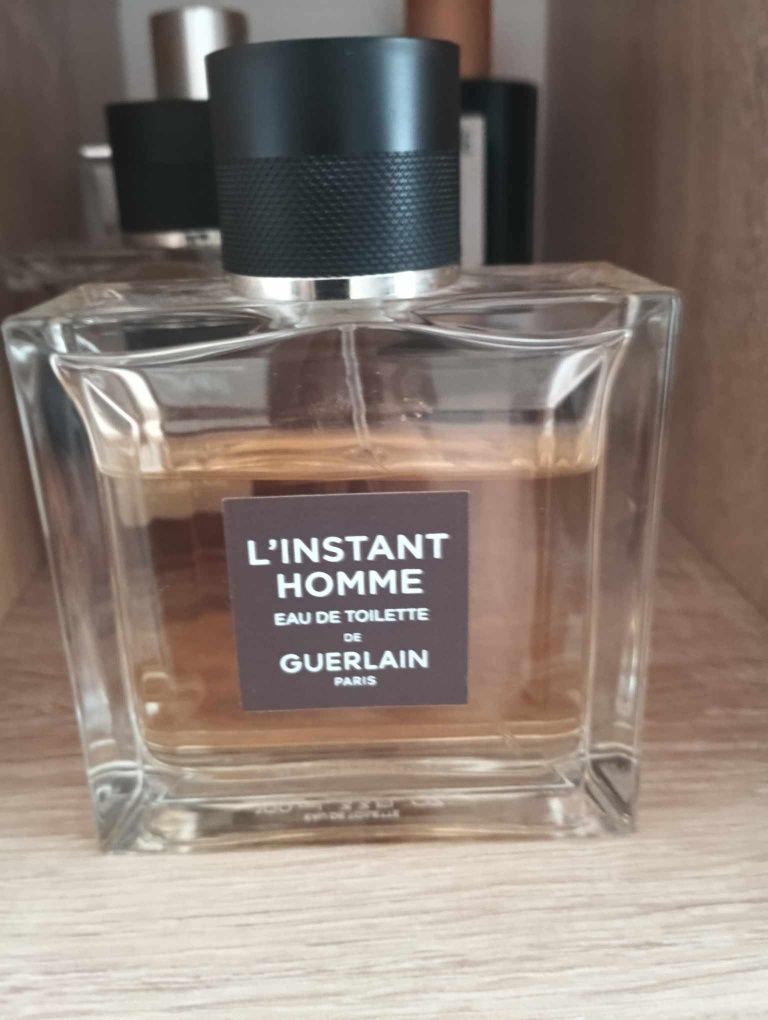 L'INSTANT
HOMME
EAU DE TOILETTE
DE
GUERLAIN
PARIS